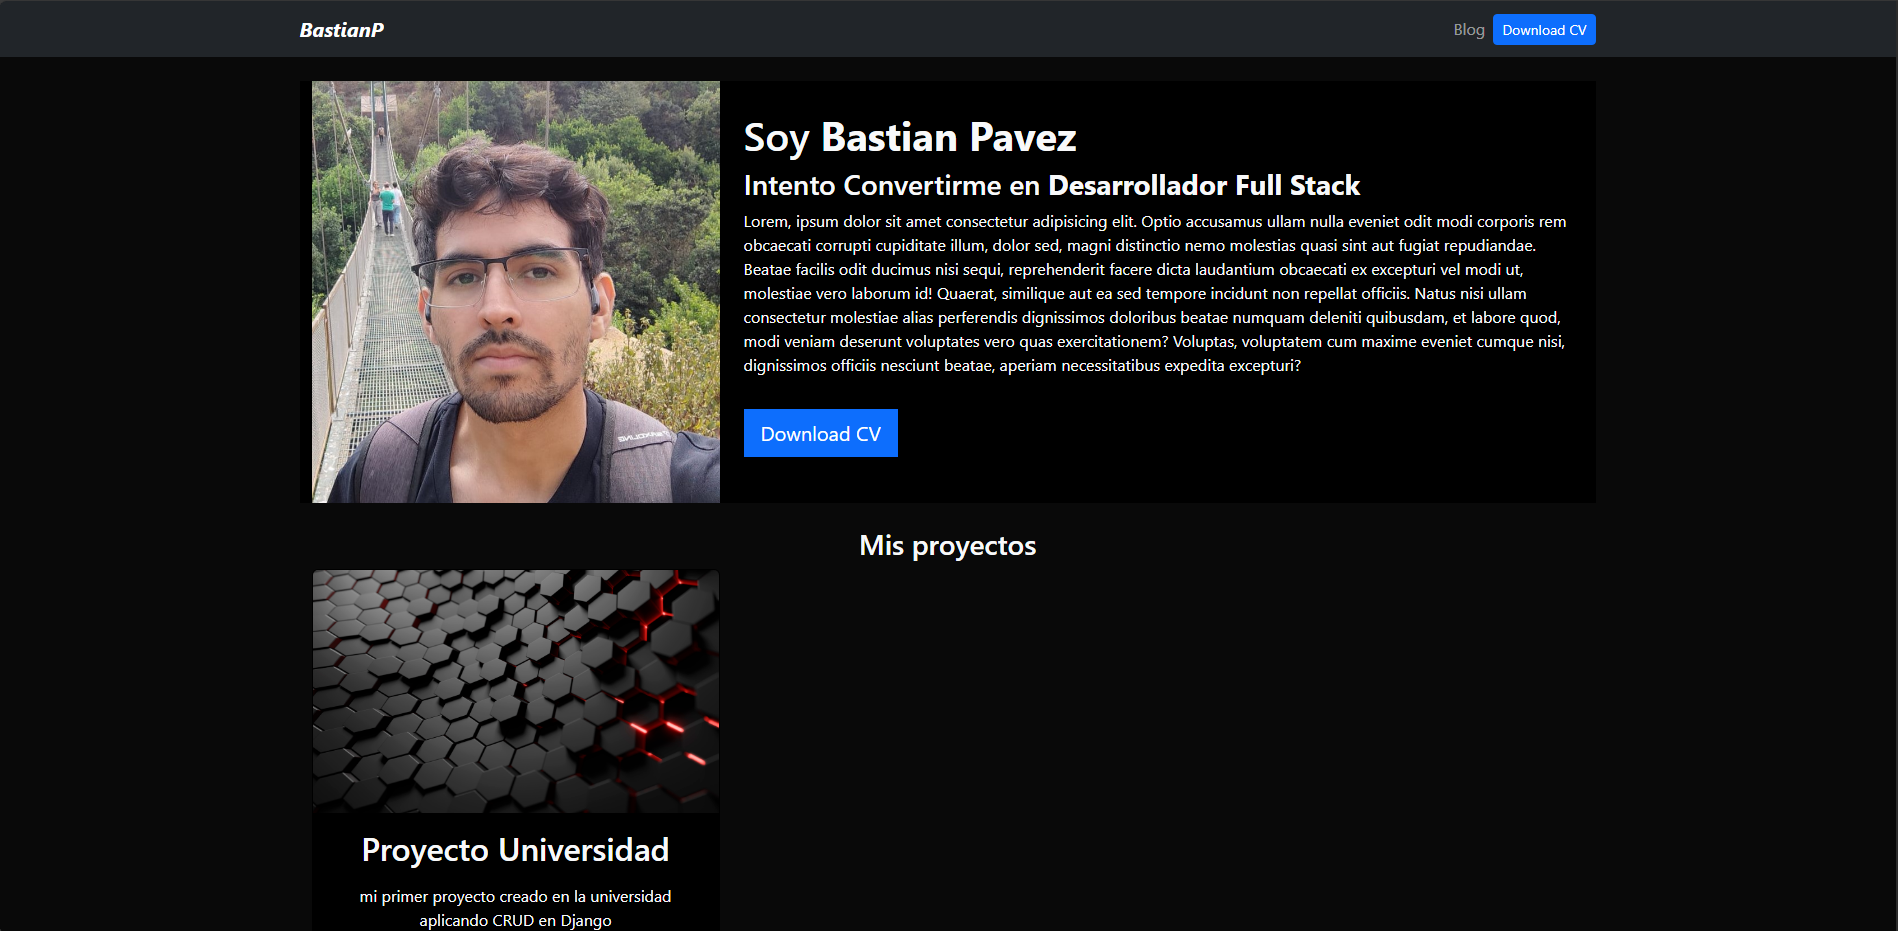 BastianP
Blog
Download CV
Soy Bastian Pavez
Intento Convertirme en Desarrollador Full Stack
Lorem, ipsum dolor sit amet consectetur adipisicing elit. Optio accusamus ullam nulla eveniet odit modi corporis rem
obcaecati corrupti cupiditate illum, dolor sed, magni distinctio nemo molestias quasi sint aut fugiat repudiandae.
Beatae facilis odit ducimus nisi sequi, reprehenderit facere dicta laudantium obcaecati ex excepturi vel modi ut,
molestiae vero laborum id! Quaerat, similique aut ea sed tempore incidunt non repellat officiis. Natus nisi ullam
consectetur molestiae alias perferendis dignissimos doloribus beatae numquam deleniti quibusdam, et labore quod,
modi veniam deserunt voluptates vero quas exercitationem? Voluptas, voluptatem cum maxime eveniet cumque nisi,
dignissimos officiis nesciunt beatae, aperiam necessitatibus expedita excepturi?
Download CV
Mis proyectos
Proyecto Universidad
mi primer proyecto creado en la universidad
aplicando CRUD en Django